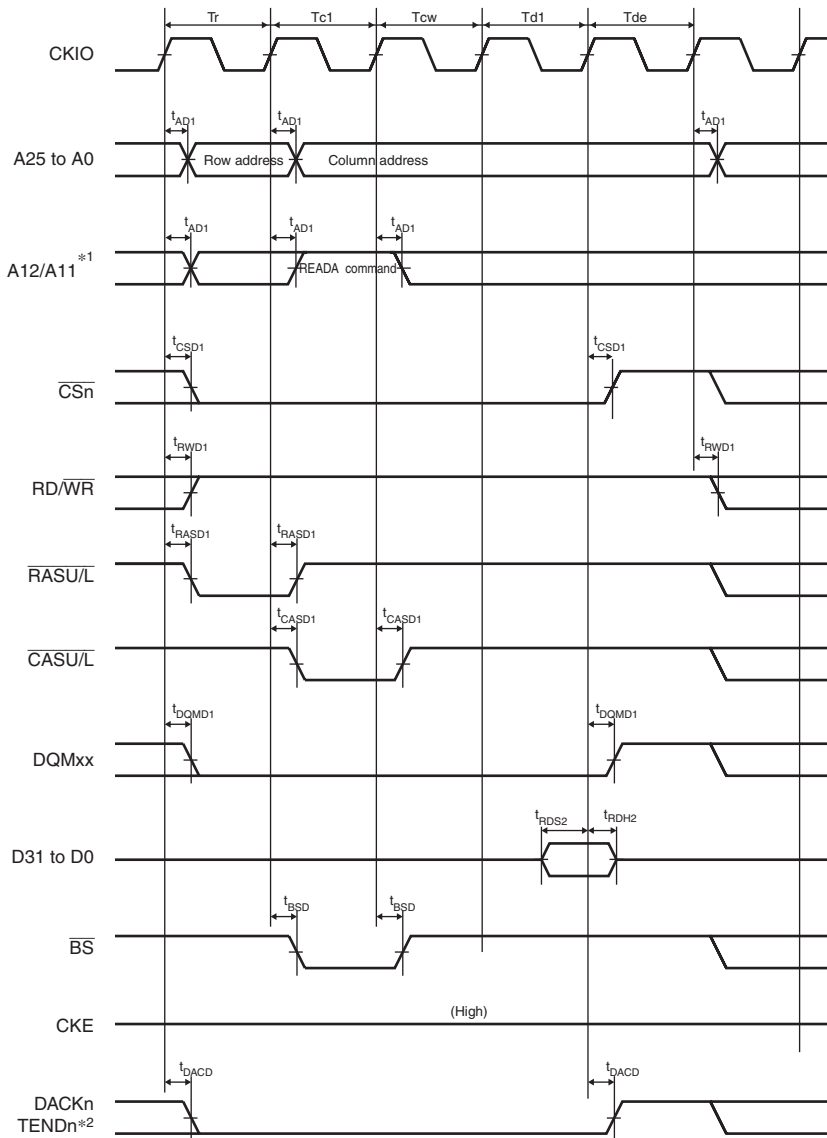 Tr Tc1 Tcw Td1 Tde
CKIO
tAD1 tAD1 tAD1
A25 to A0 Row address Column address
tAD1 tAD1 tAD1
A12/A11*1 READA command
tCSD1 tCSD1
CSn
tRWD1 tRWD1
RD/WR
tRASD1 tRASD1
RASU/L
tCASD1 tCASD1
CASU/L
tDQMD1 tDQMD1
DQMxx
tRDS2 tRDH2
D31 to D0
tBSD tBSD
BS
(High)
CKE
tDACD tDACD
DACKn
TENDn*2